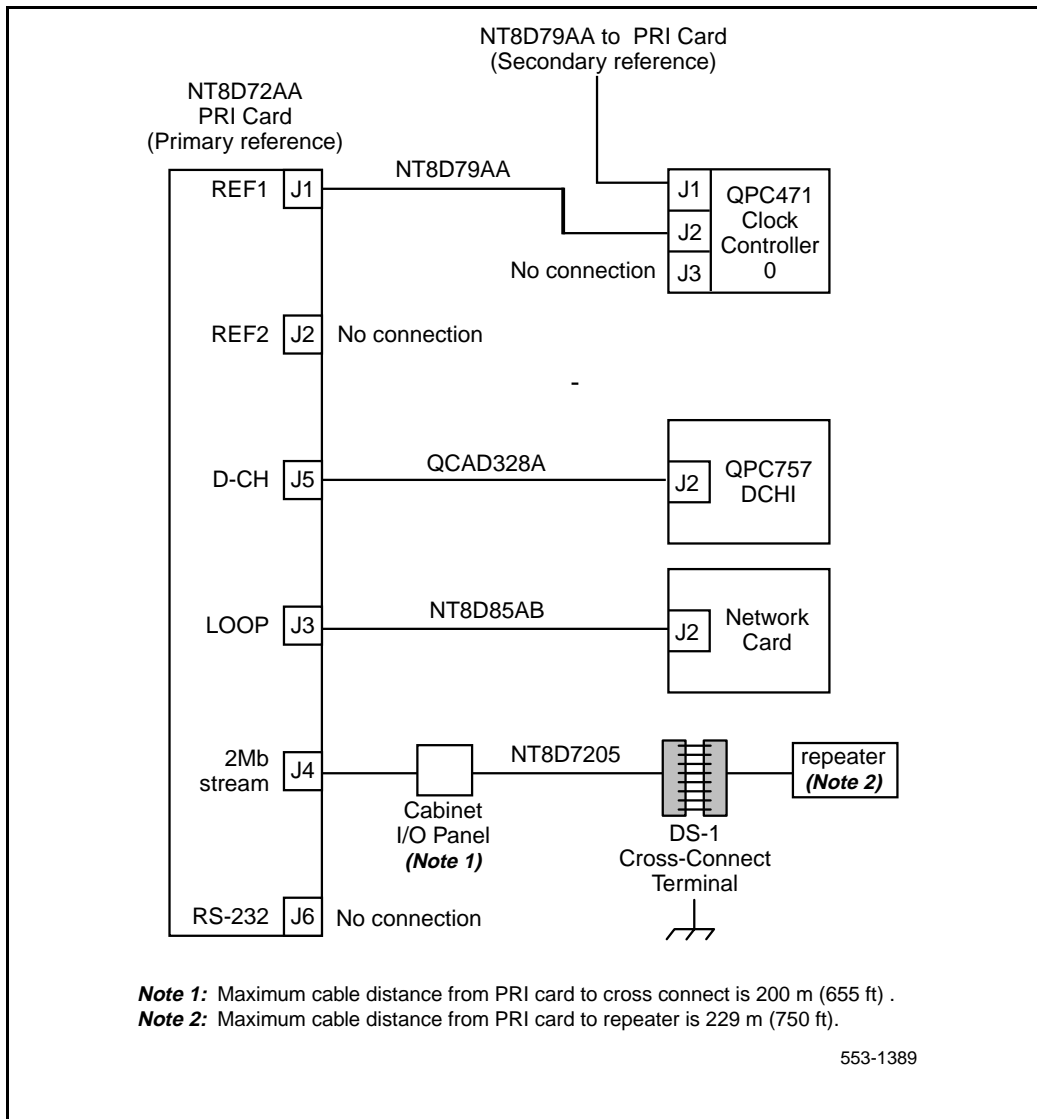 NT8D79AA to PRI Card
(Secondary reference)
NT8D72AA
PRI Card
(Primary reference)
REF1 J1
NT8D79AA
J1
J2
J3
QPC471
Clock
Controller
0
No connection
REF2 J2 No connection
-
D-CH J5
QCAD328A
J2
QPC757
DCHI
LOOP J3
NT8D85AB
J2
Network
Card
2Mb
stream
J4
Cabinet
I/O Panel
(Note 1)
NT8D7205
DS-1
Cross-Connect
Terminal
repeater
(Note 2)
RS-232 J6 No connection
Note 1: Maximum cable distance from PRI card to cross connect is 200 m (655 ft) .
Note 2: Maximum cable distance from PRI card to repeater is 229 m (750 ft).
553-1389